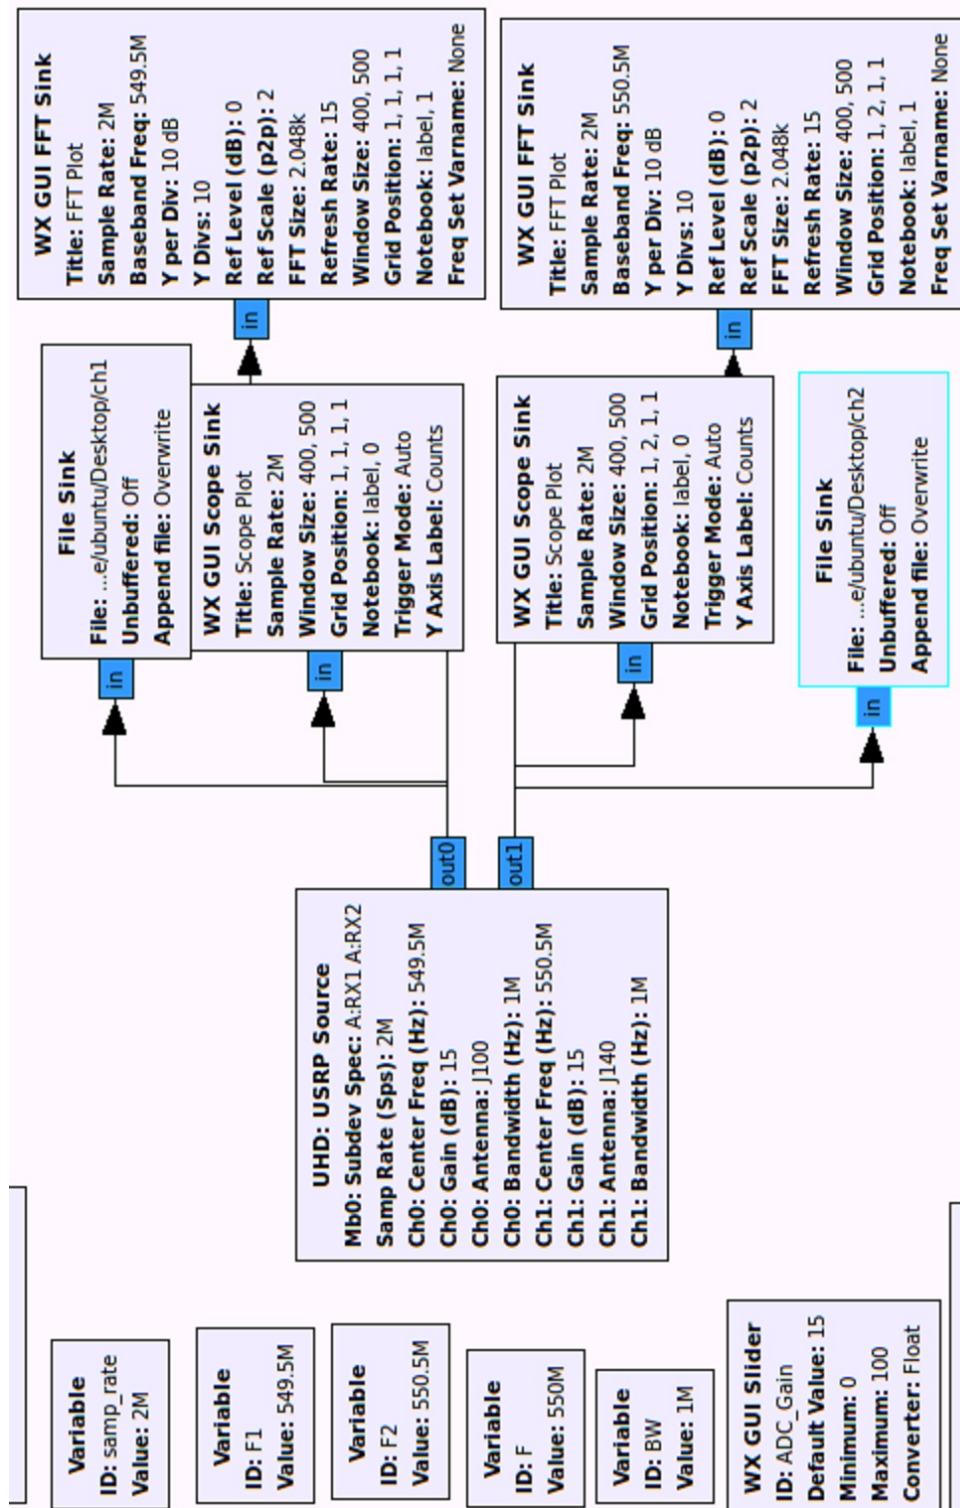 Variable
ID: samp_rate
Value: 2M
Variable
ID: F1
Value: 549.5M
Variable
ID: F2
Value: 550.5M
Variable
ID: F
Value: 550M
Variable
ID: BW
Value: 1M
WX GUI Slider
ID: ADC_Gain
Default Value: 15
Minimum: 0
Maximum: 100
Converter: Float
UHD: USRP Source
Mb0: Subdev Spec: A:RX1 A:RX2
Samp Rate (Sps): 2M
Ch0: Center Freq (Hz): 549.5M
Ch0: Gain (dB): 15
Ch0: Antenna: J100
Ch0: Bandwidth (Hz): 1M
Ch1: Center Freq (Hz): 550.5M
Ch1: Gain (dB): 15
Ch1: Antenna: J140
Ch1: Bandwidth (Hz): 1M
out0
out1
in
File Sink
File: ...e/ubuntu/Desktop/ch1
Unbuffered: Off
Append file: Overwrite
in
WX GUI Scope Sink
Title: Scope Plot
Sample Rate: 2M
Window Size: 400, 500
Grid Position: 1, 1, 1, 1
Notebook: label, 0
Trigger Mode: Auto
Y Axis Label: Counts
in
WX GUI Scope Sink
Title: Scope Plot
Sample Rate: 2M
Window Size: 400, 500
Grid Position: 1, 2, 1, 1
Notebook: label, 0
Trigger Mode: Auto
Y Axis Label: Counts
in
File Sink
File: ...e/ubuntu/Desktop/ch2
Unbuffered: Off
Append file: Overwrite
in
WX GUI FFT Sink
Title: FFT Plot
Sample Rate: 2M
Baseband Freq: 549.5M
Y per Div: 10 dB
Y Divs: 10
Ref Level (dB): 0
Ref Scale (p2p): 2
FFT Size: 2.048k
Refresh Rate: 15
Window Size: 400, 500
Grid Position: 1, 1, 1, 1
Notebook: label, 1
Freq Set Varname: None
in
WX GUI FFT Sink
Title: FFT Plot
Sample Rate: 2M
Baseband Freq: 550.5M
Y per Div: 10 dB
Y Divs: 10
Ref Level (dB): 0
Ref Scale (p2p): 2
FFT Size: 2.048k
Refresh Rate: 15
Window Size: 400, 500
Grid Position: 1, 2, 1, 1
Notebook: label, 1
Freq Set Varname: None